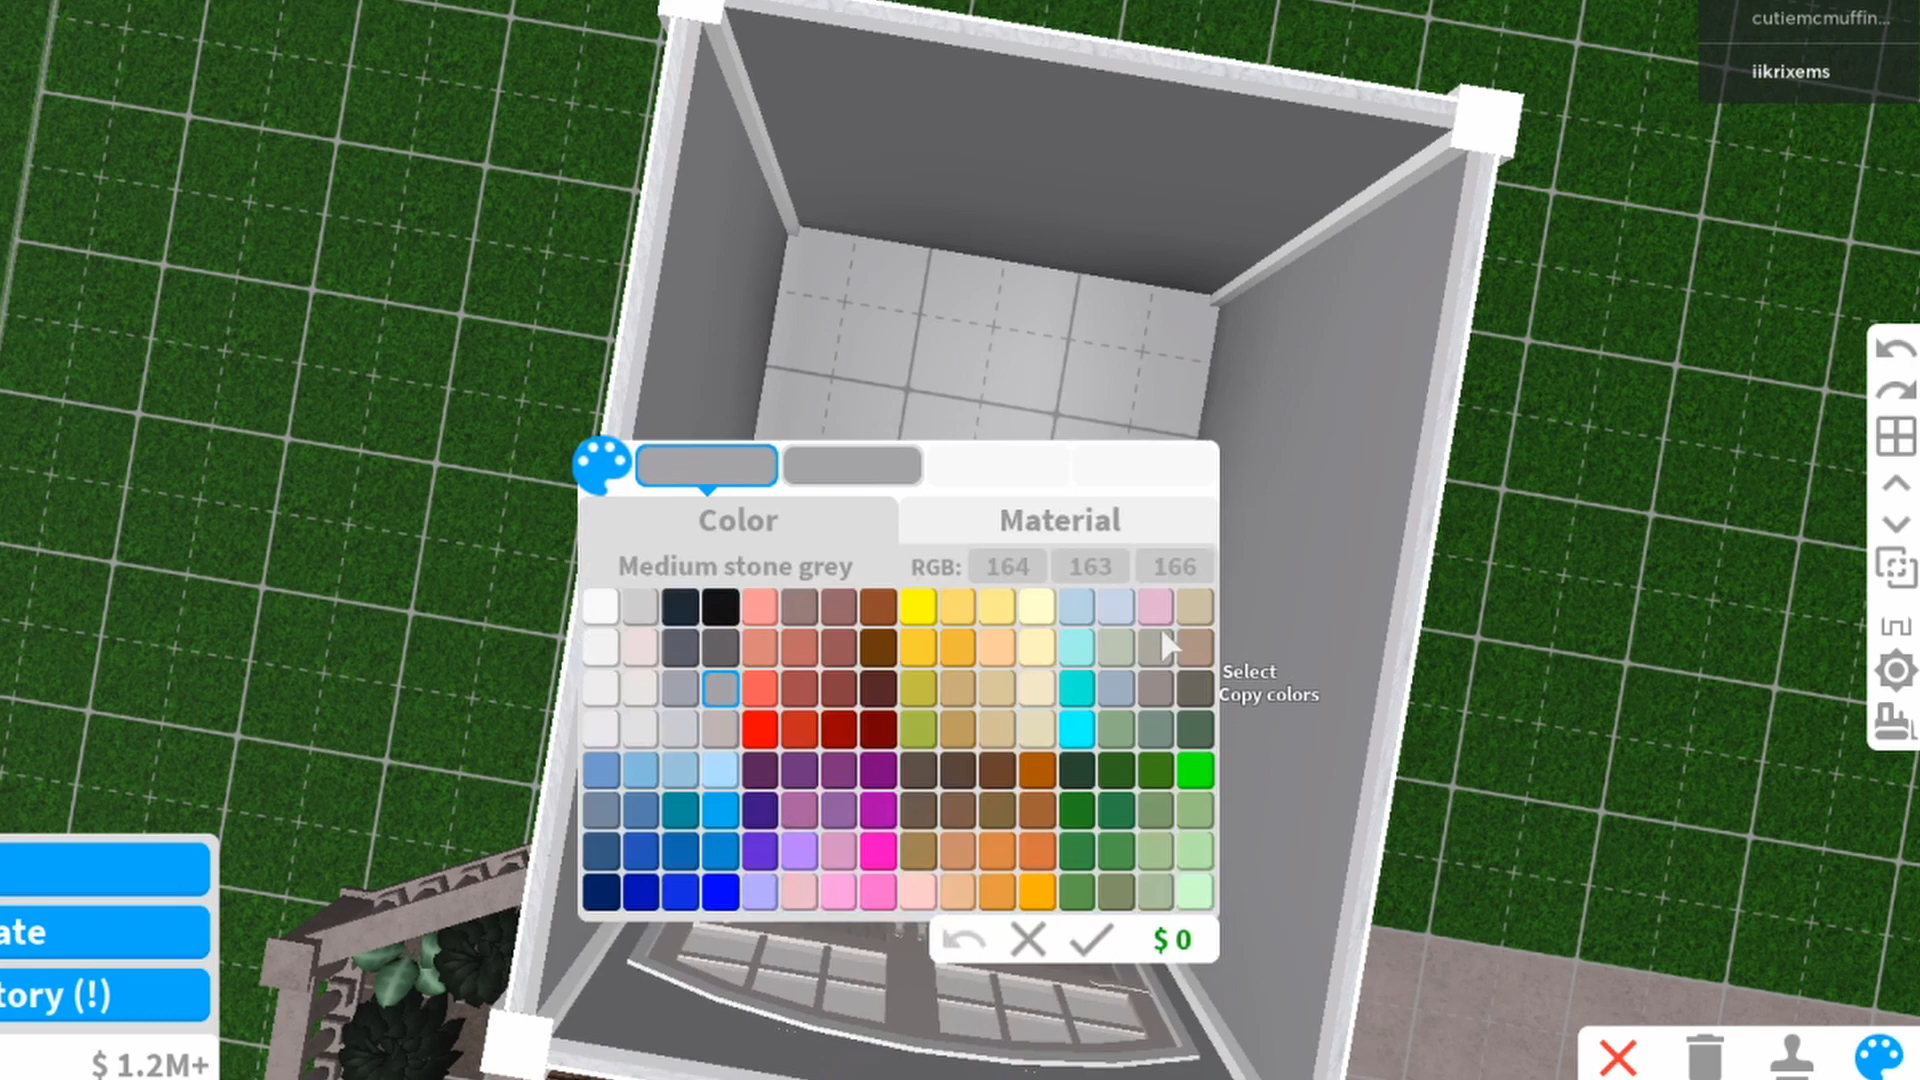 cutiemcmuffin...
iikrixems
Color
Material
Medium stone grey
RGB: 164 163 166
Select
Copy colors
ate
tory (!)
$ 0
$ 1.2M+